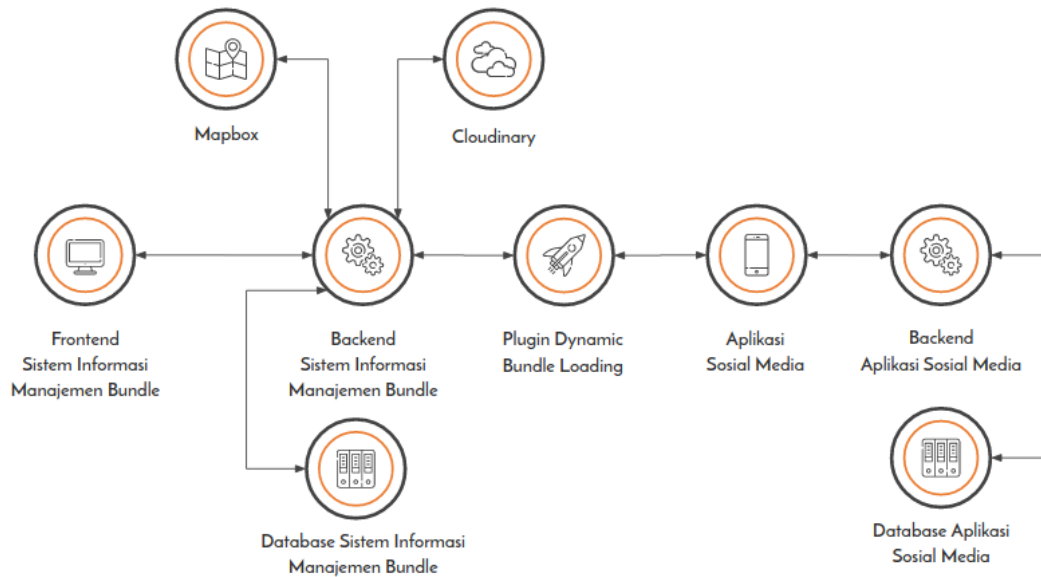 Mapbox
Cloudinary
Frontend
Sistem Informasi
Manajemen Bundle
Backend
Sistem Informasi
Manajemen Bundle
Plugin Dynamic
Bundle Loading
Aplikasi
Sosial Media
Backend
Aplikasi Sosial Media
Database Sistem Informasi
Manajemen Bundle
Database Aplikasi
Sosial Media